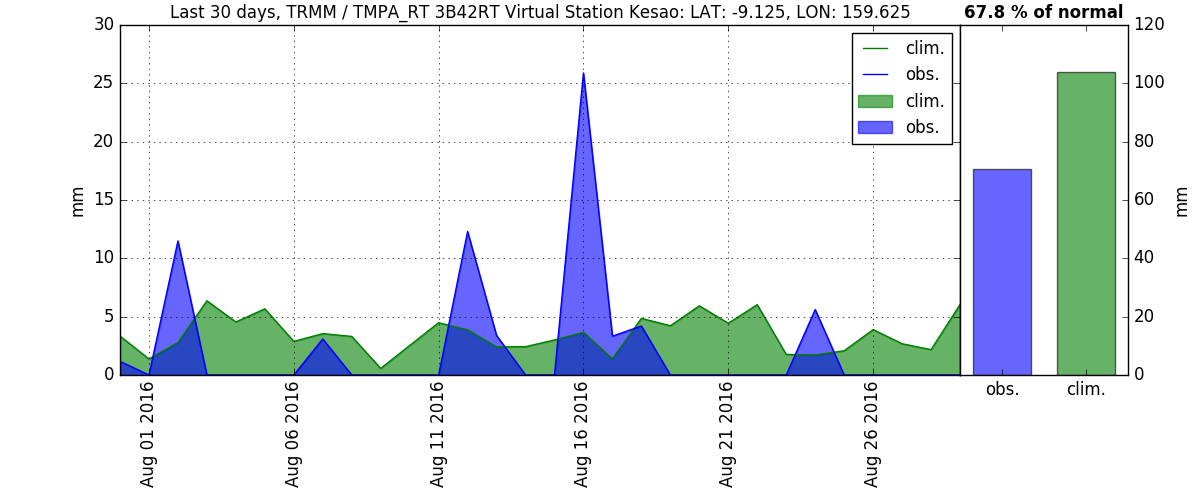 Last 30 days, TRMM / TMPA_RT 3B42RT Virtual Station Kesao: LAT: -9.125, LON: 159.625
67.8 % of normal
30
25
20
15
10
5
0
mm
clim.
obs.
clim.
obs.
Aug 01 2016
Aug 06 2016
Aug 11 2016
Aug 16 2016
Aug 21 2016
Aug 26 2016
120
100
80
60
40
20
0
mm
obs.
clim.